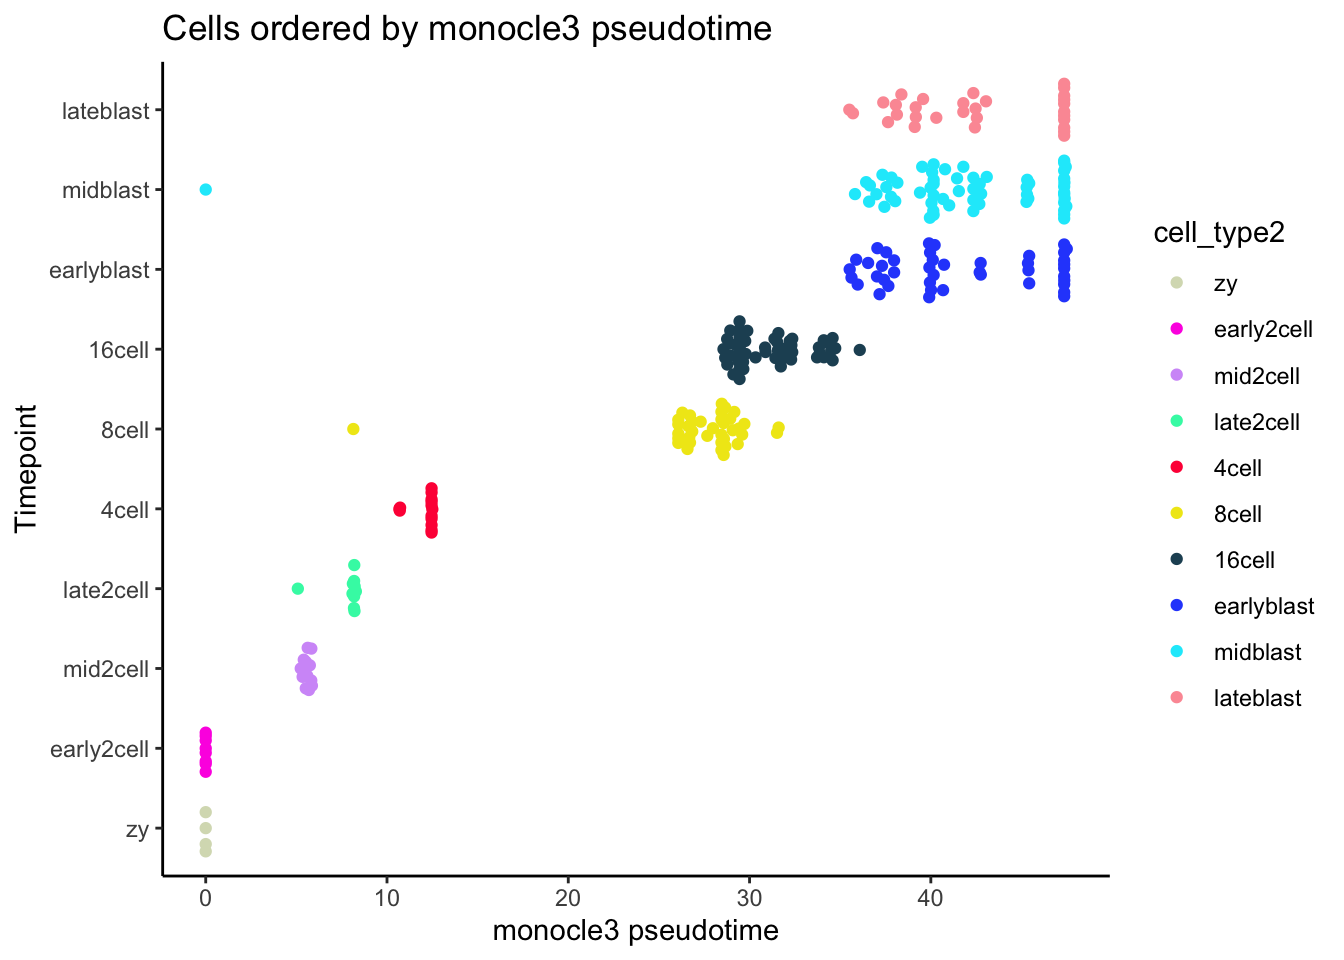 Cells ordered by monocle3 pseudotime
lateblast
midblast
earlyblast
16cell
8cell
4cell
late2cell
mid2cell
early2cell
zy
Timepoint
0 10 20 30 40
monocle3 pseudotime
cell_type2
zy
early2cell
mid2cell
late2cell
4cell
8cell
16cell
earlyblast
midblast
lateblast